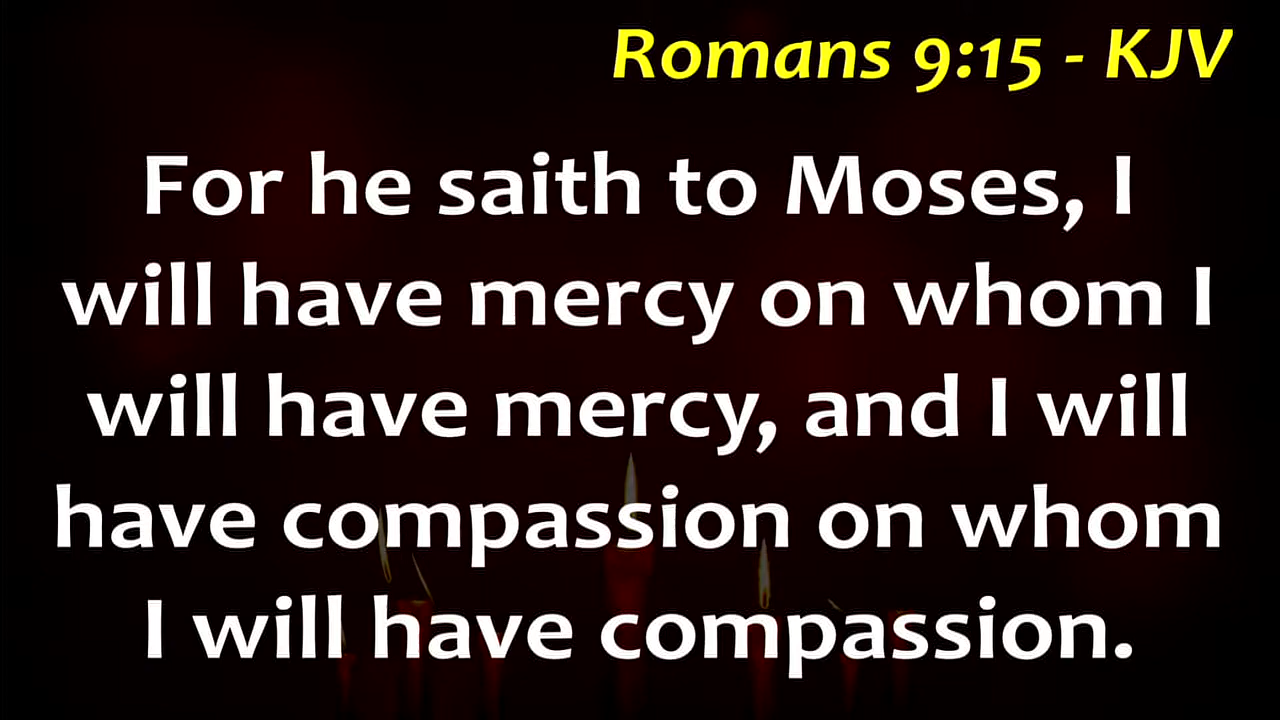 Romans 9:15 - KJV
For he saith to Moses, I
will have mercy on whom I
will have mercy, and I will
have compassion on whom
I will have compassion.